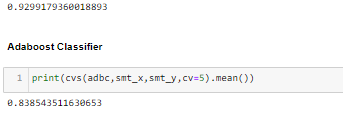 0.9299179360018893
Adaboost Classifier
1 print(cvs(adbc,smt_x,smt_y,cv=5).mean())
0.838543511630653